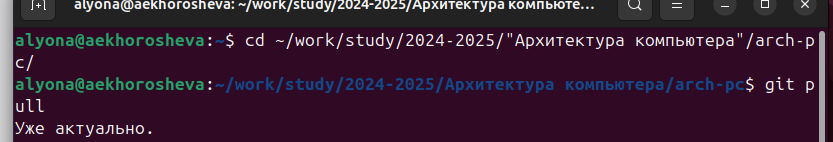 alyona@aekhorosheva: ~/work/study/2024-2025/Архитектура компьюте...
alyona@aekhorosheva:~$ cd ~/work/study/2024-2025/"Архитектура компьютера"/arch-p
c/
alyona@aekhorosheva:~/work/study/2024-2025/Архитектура компьютера/arch-pc$ git p
ull
Уже актуально.